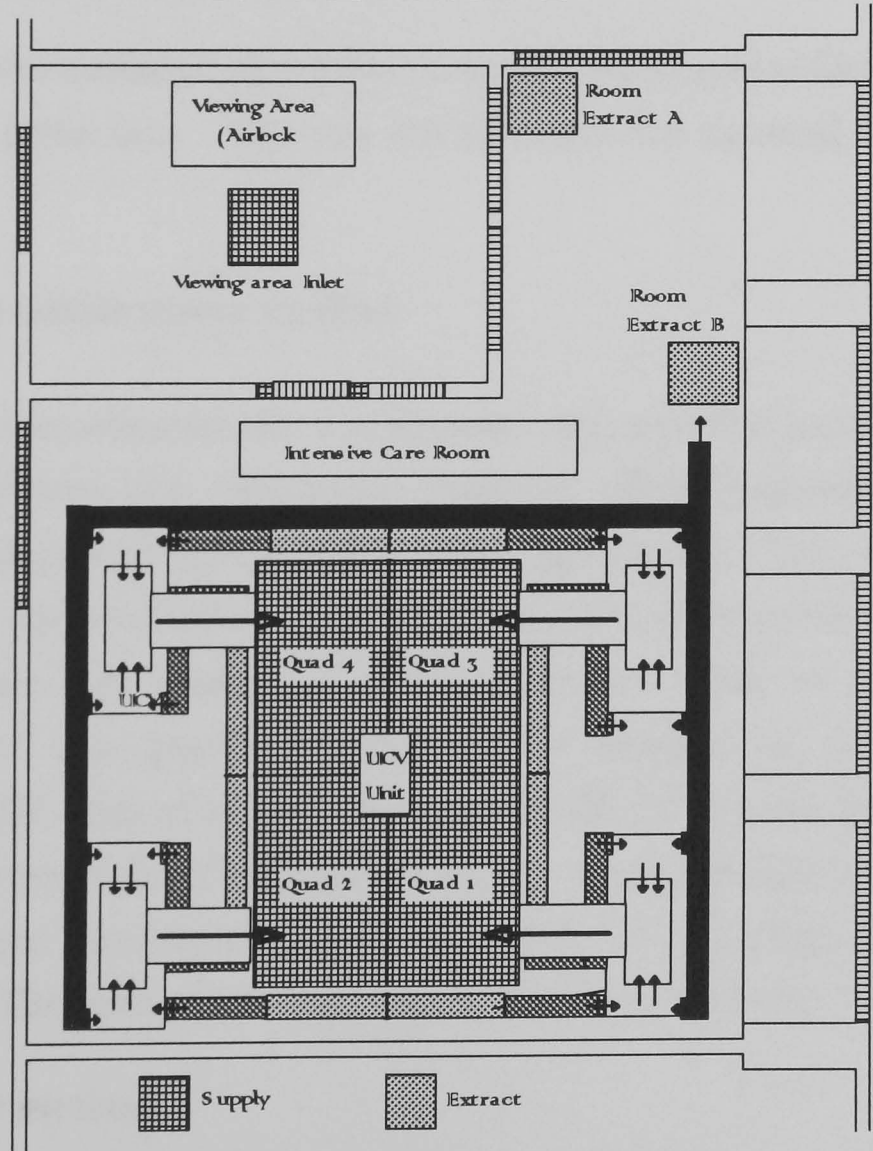 Viewing Area
(Airlock
Room
Extract A
Viewing area Inlet
Room
Extract B
Intensive Care Room
Quad 4
Quad 3
UCV
UCV
Unit
Quad 2
Quad 1
Supply
Extract